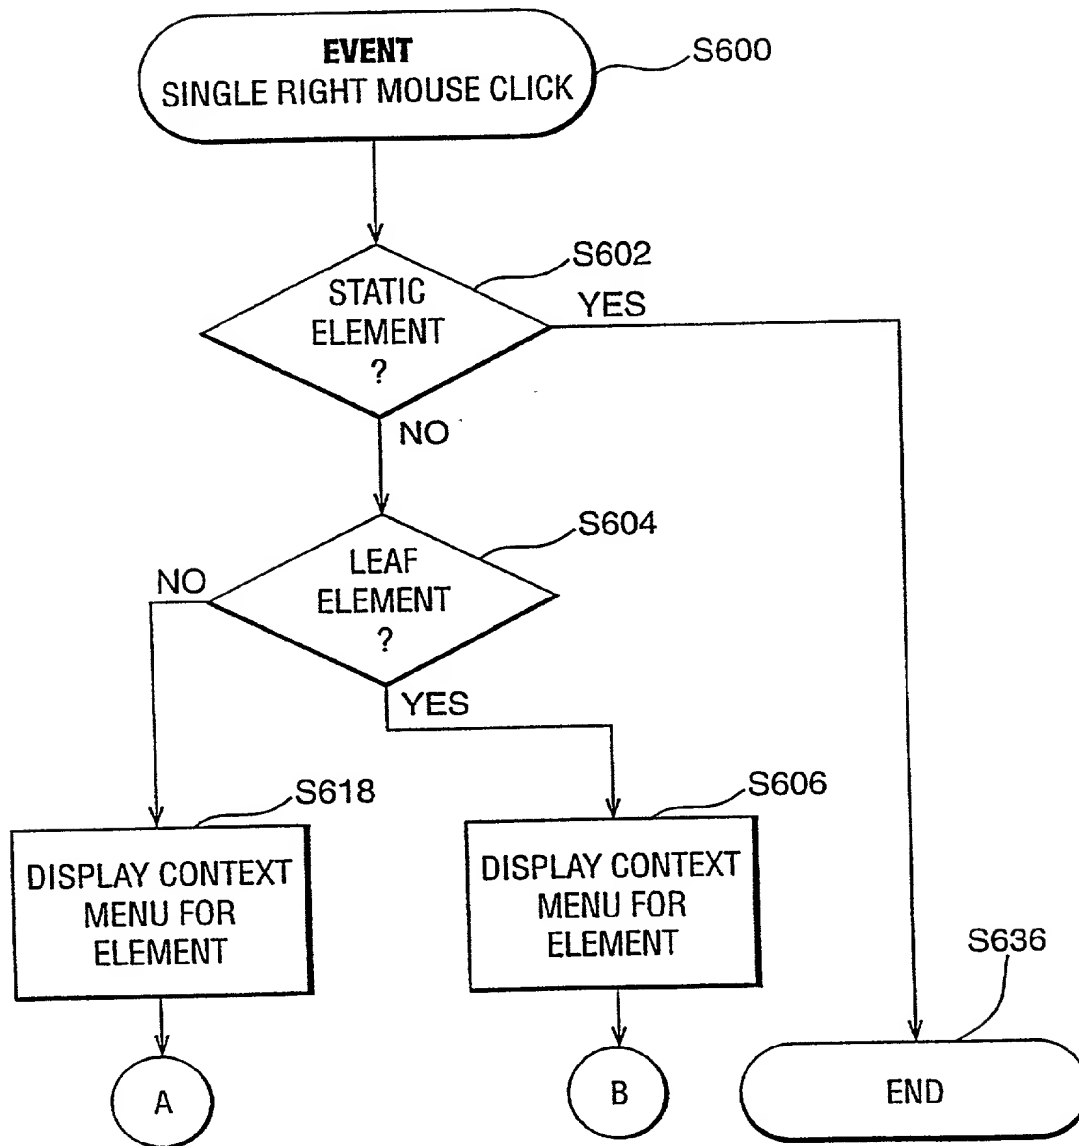 EVENT
SINGLE RIGHT MOUSE CLICK
S600
S602
STATIC
ELEMENT
?
YES
NO
S604
LEAF
ELEMENT
?
NO
YES
S618
DISPLAY CONTEXT
MENU FOR
ELEMENT
S606
DISPLAY CONTEXT
MENU FOR
ELEMENT
S636
A
B
END